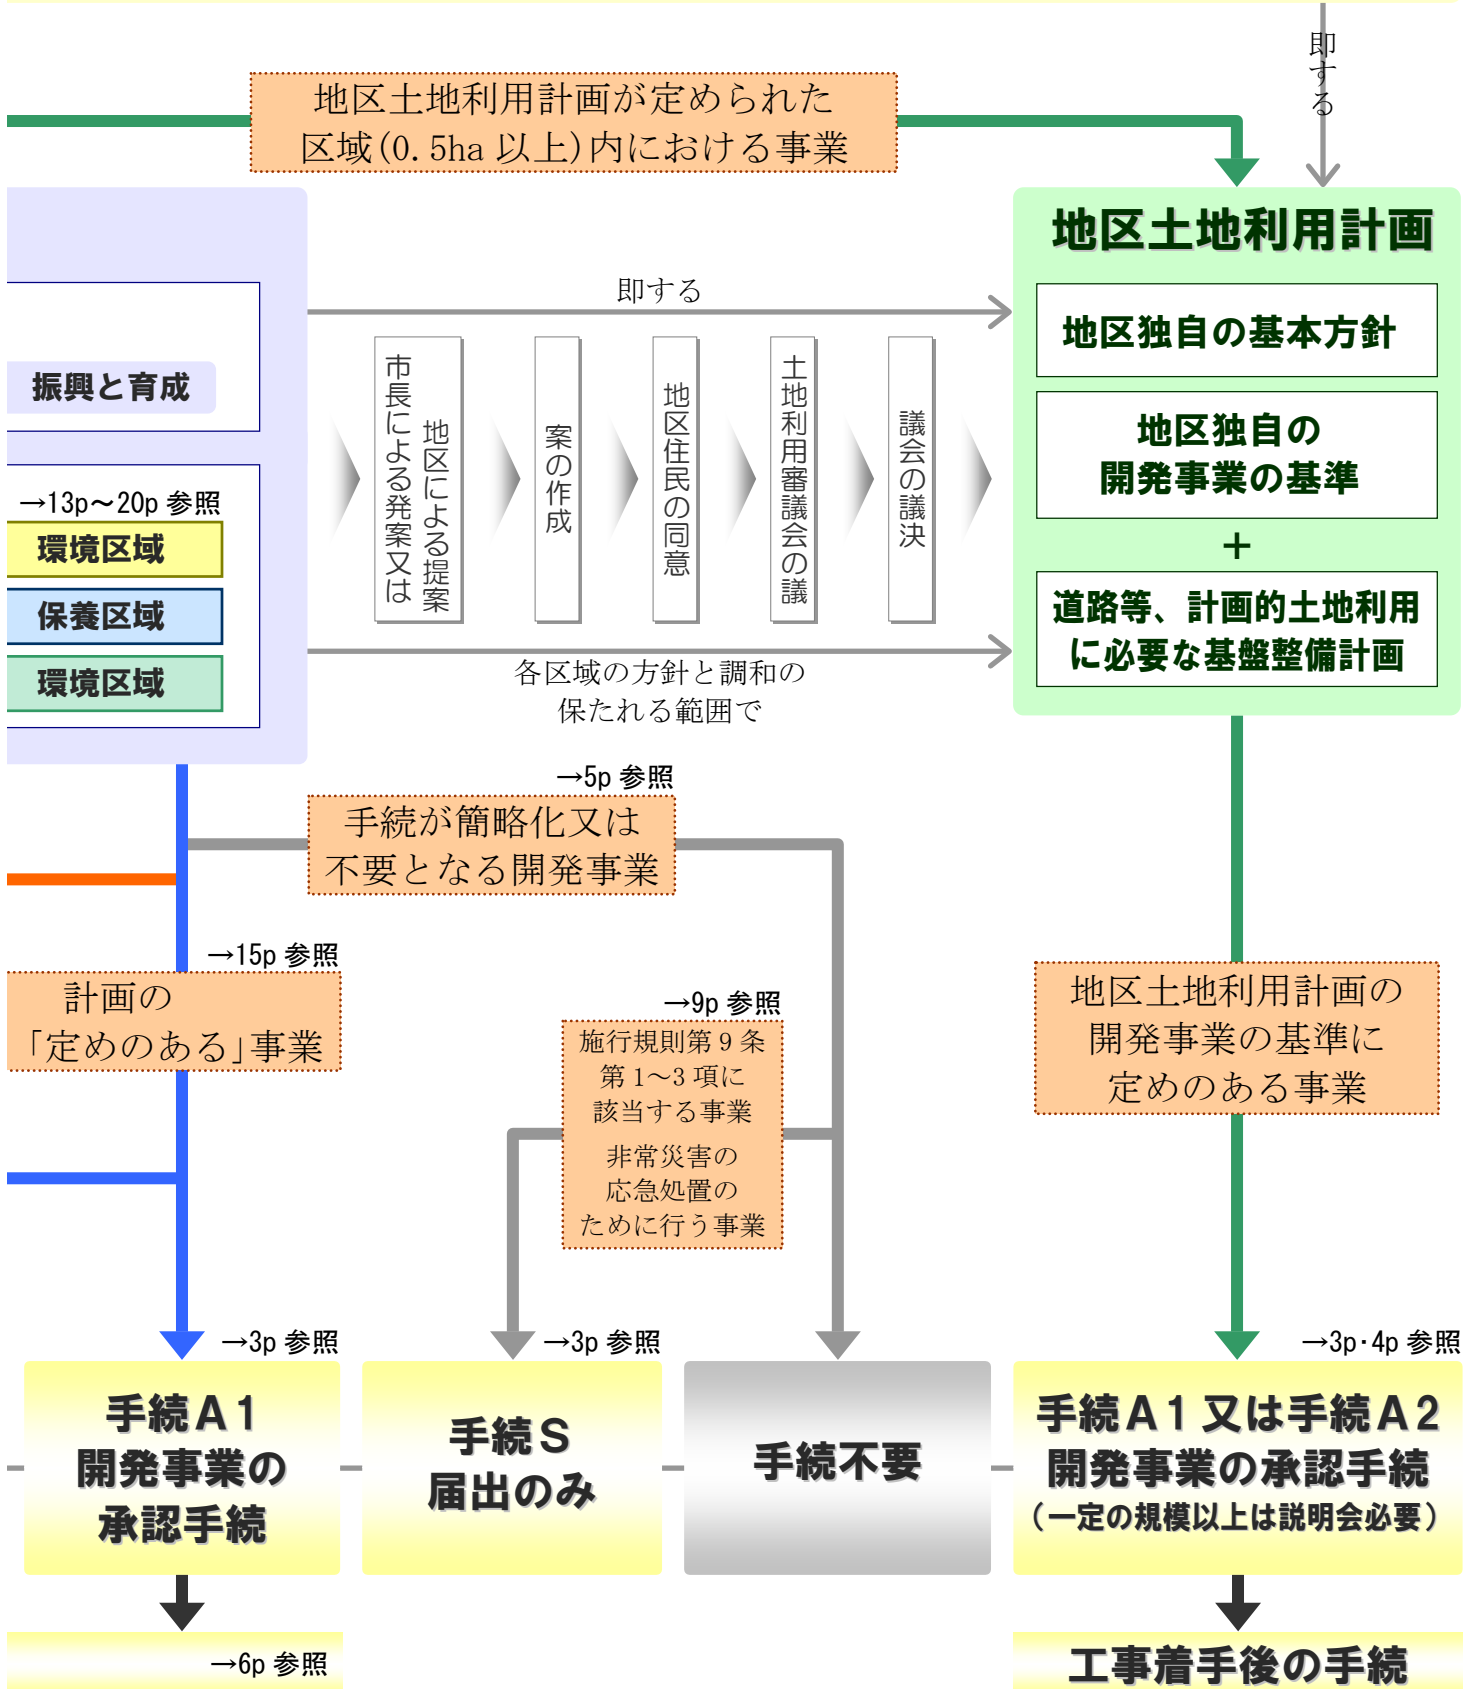 即する
地区土地利用計画が定められた
区域(0.5ha 以上)内における事業
地区土地利用計画
即する
地区独自の基本方針
振興と育成
市長による発案又は
地区による提案
案の作成
地区住民の同意
土地利用審議会の議
議会の議決
地区独自の
開発事業の基準
+
→13p～20p 参照
環境区域
保養区域
環境区域
道路等、計画的土地利用
に必要な基盤整備計画
各区域の方針と調和の
保たれる範囲で
→5p 参照
手続が簡略化又は
不要となる開発事業
→15p 参照
計画の
「定めのある」事業
→9p 参照
施行規則第 9 条
第 1～3 項に
該当する事業
非常災害の
応急処置の
ために行う事業
地区土地利用計画の
開発事業の基準に
定めのある事業
→3p 参照
→3p 参照
→3p･4p 参照
手続Ａ1
開発事業の
承認手続
手続Ｓ
届出のみ
手続不要
手続Ａ1 又は手続Ａ2
開発事業の承認手続
（一定の規模以上は説明会必要）
→6p 参照
工事着手後の手続